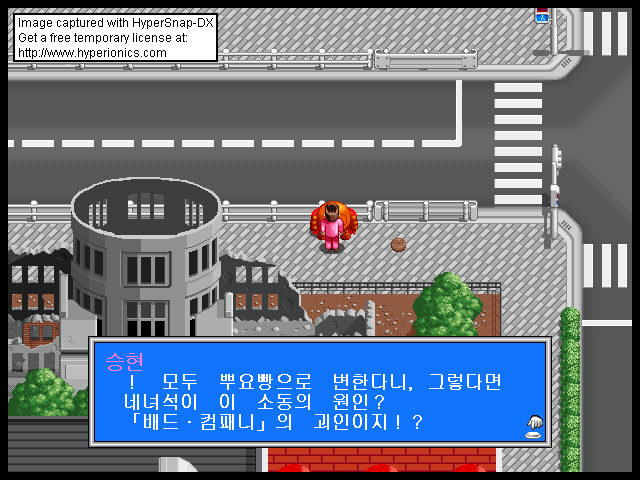 Image captured with HyperSnap-DX
Get a free temporary license at:
http://www.hyperionics.com
승현
! 모두 뿌요빵으로 변한다니, 그렇다면
네녀석이 이 소동의 원인?
「배드·컴패니」의 괴인이지!?